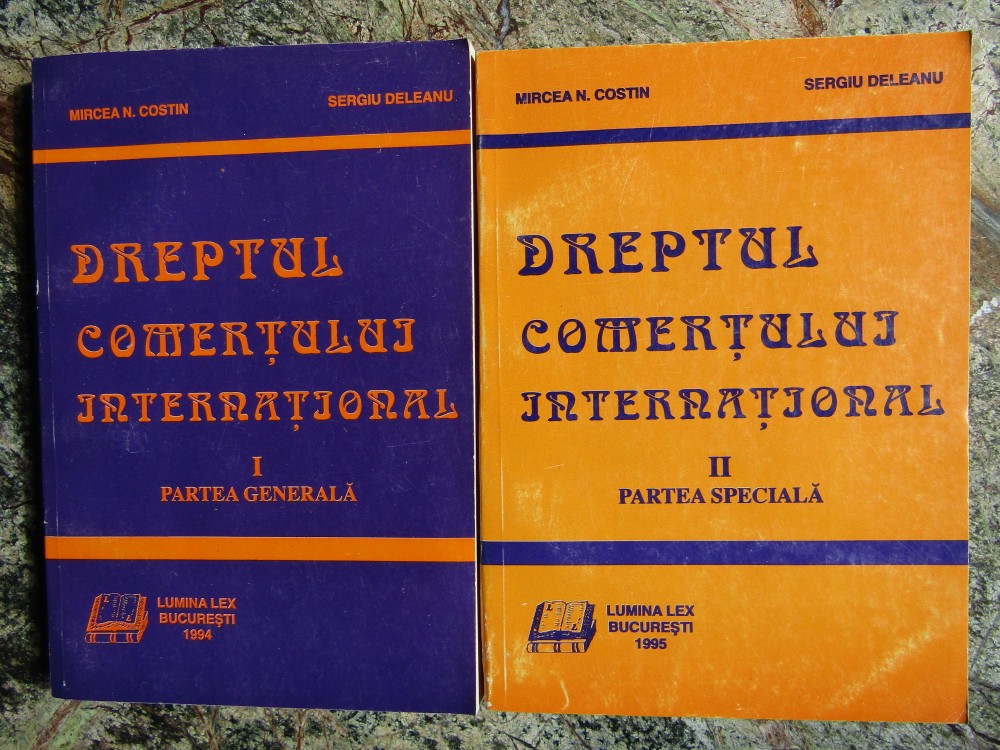 MIRCEA N. COSTIN
SERGIU DELEANU
DREPTUL
COMERȚULUI
INTERNAȚIONAL
I
PARTEA GENERALĂ
LUMINA LEX
BUCUREȘTI
1994
MIRCEA N. COSTIN
SERGIU DELEANU
DREPTUL
COMERȚULUI
INTERNAȚIONAL
II
PARTEA SPECIALĂ
LUMINA LEX
BUCUREȘTI
1995